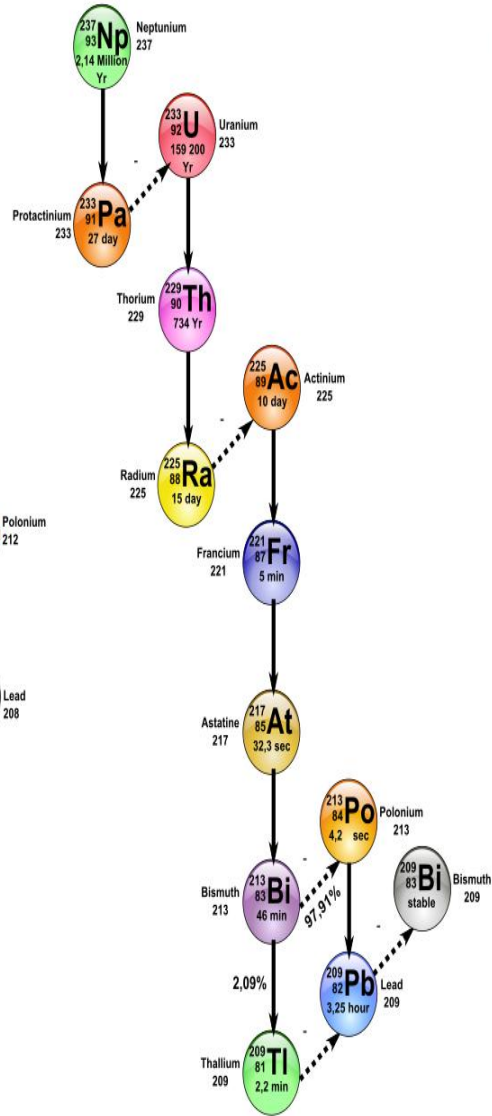 237
93 Np
2,14 Million
Yr
Neptunium
237
233
92 U
159 200
Yr
Uranium
233
-
Protactinium
233
233
91 Pa
27 day
Thorium
229
229
90 Th
734 Yr
225
89 Ac
10 day
Actinium
225
-
Radium
225
225
88 Ra
15 day
Polonium
212
Francium
221
221
87 Fr
5 min
Lead
208
Astatine
217
217
85 At
32,3 sec
213
84 Po
4,2 sec
Polonium
213
-
Bismuth
213
213
83 Bi
46 min
97,91%
209
83 Bi
stable
Bismuth
209
-
2,09%
209
82 Pb
3,25 hour
Lead
209
-
Thallium
209
209
81 Tl
2,2 min